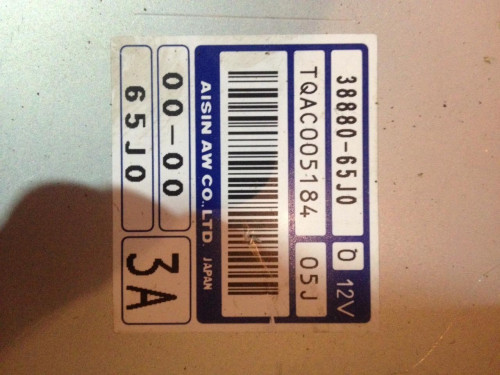 38880-65J0 D 12V
TQAC005184 05J
AISIN AW CO., LTD. JAPAN
00-00
65J0
3A